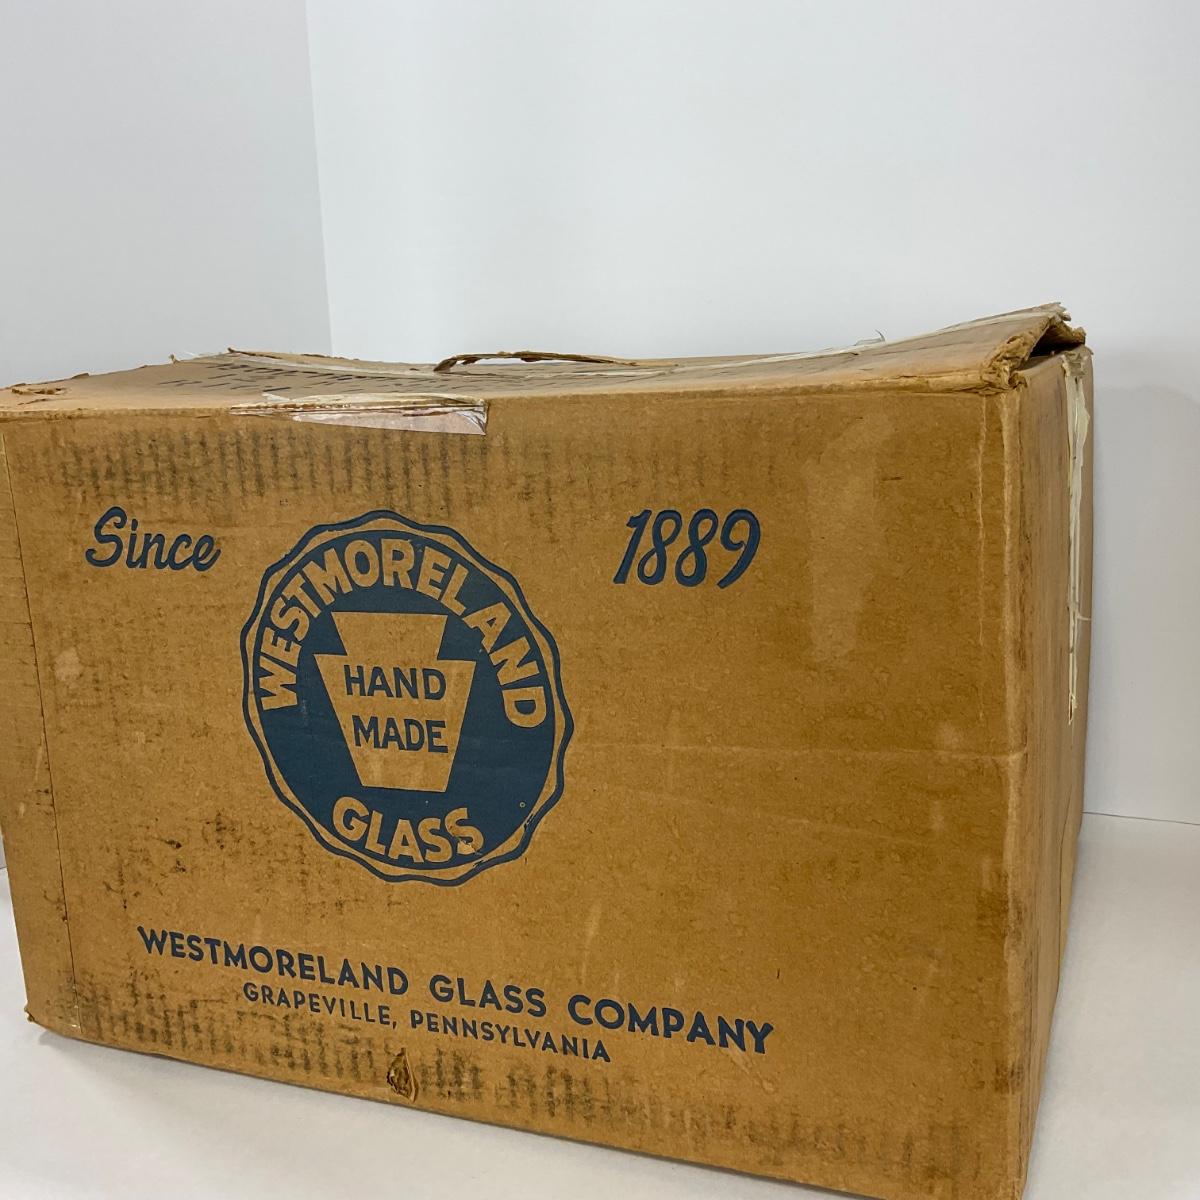 Since 1889
WESTMORELAND
HAND
MADE
GLASS
WESTMORELAND GLASS COMPANY
GRAPEVILLE, PENNSYLVANIA